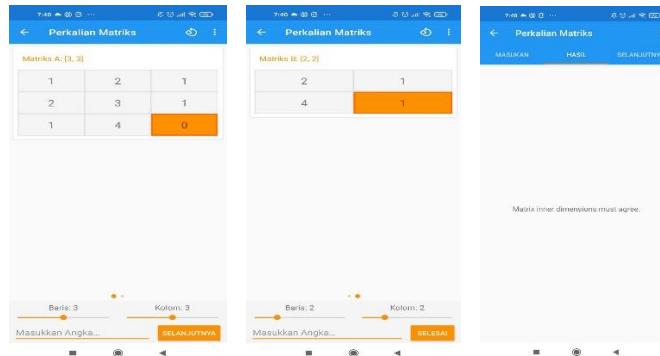 7:40
Perkalian Matriks
Matriks A: [3, 3]
1 2 1
2 3 1
1 4 0
Baris: 3 Kolom: 3
Masukkan Angka... SELANJUTNYA
7:40
Perkalian Matriks
Matriks B: [2, 2]
2 1
4 1
Baris: 2 Kolom: 2
Masukkan Angka... SELESAI
7:40
Perkalian Matriks
MASUKAN HASIL SELANJUTNY
Matrix inner dimensions must agree.